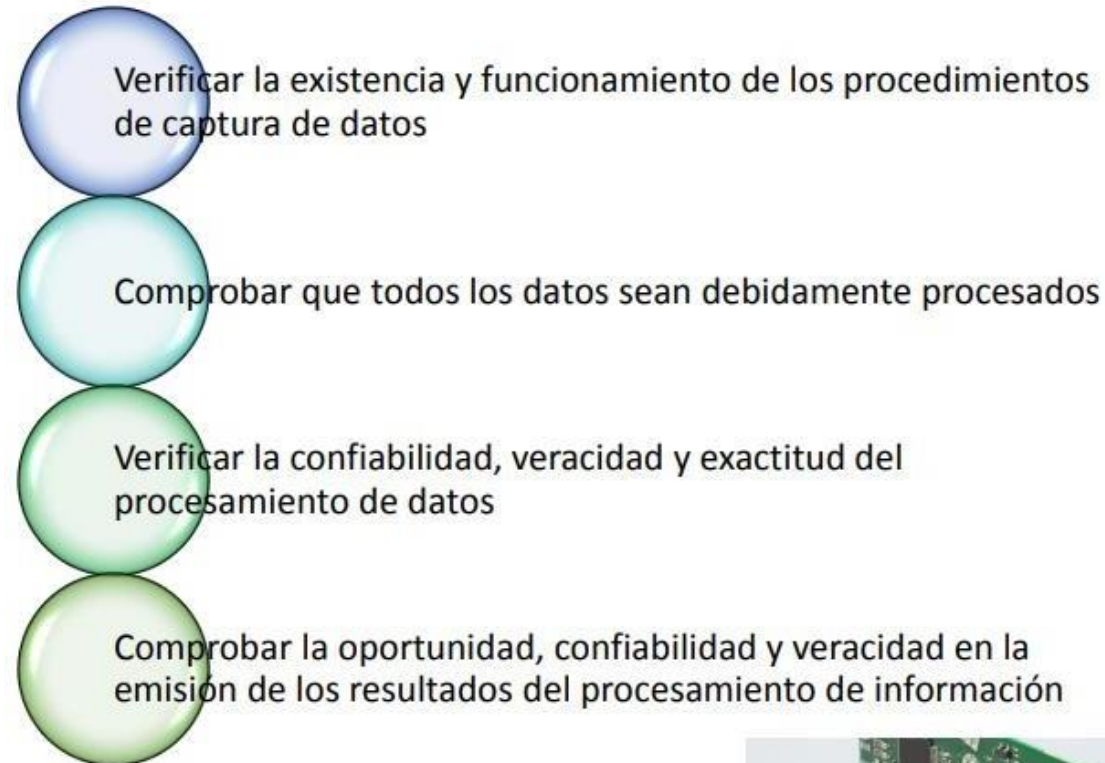 Verificar la existencia y funcionamiento de los procedimientos
de captura de datos
Comprobar que todos los datos sean debidamente procesados
Verificar la confiabilidad, veracidad y exactitud del
procesamiento de datos
Comprobar la oportunidad, confiabilidad y veracidad en la
emisión de los resultados del procesamiento de información